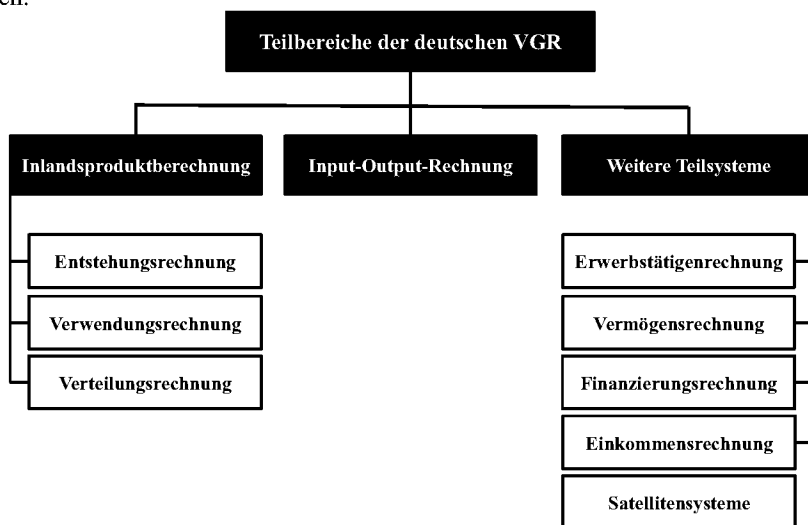 Teilbereiche der deutschen VGR
Inlandsproduktberechnung
Input-Output-Rechnung
Weitere Teilsysteme
Entstehungsrechnung
Verwendungsrechnung
Verteilungsrechnung
Erwerbstätigenrechnung
Vermögensrechnung
Finanzierungsrechnung
Einkommensrechnung
Satellitensysteme